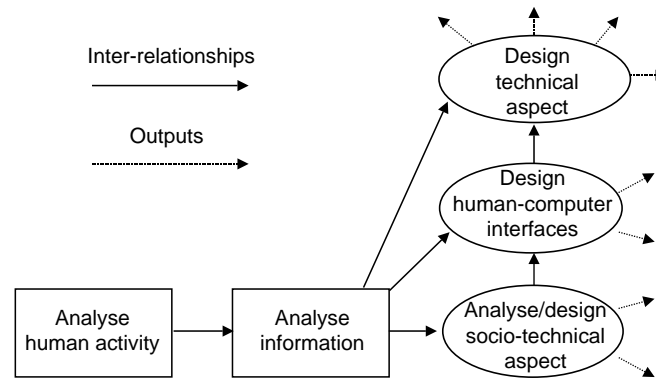 Inter-relationships
Outputs
Design
technical
aspect
Design
human-computer
interfaces
Analyse
human activity
Analyse
information
Analyse/design
socio-technical
aspect